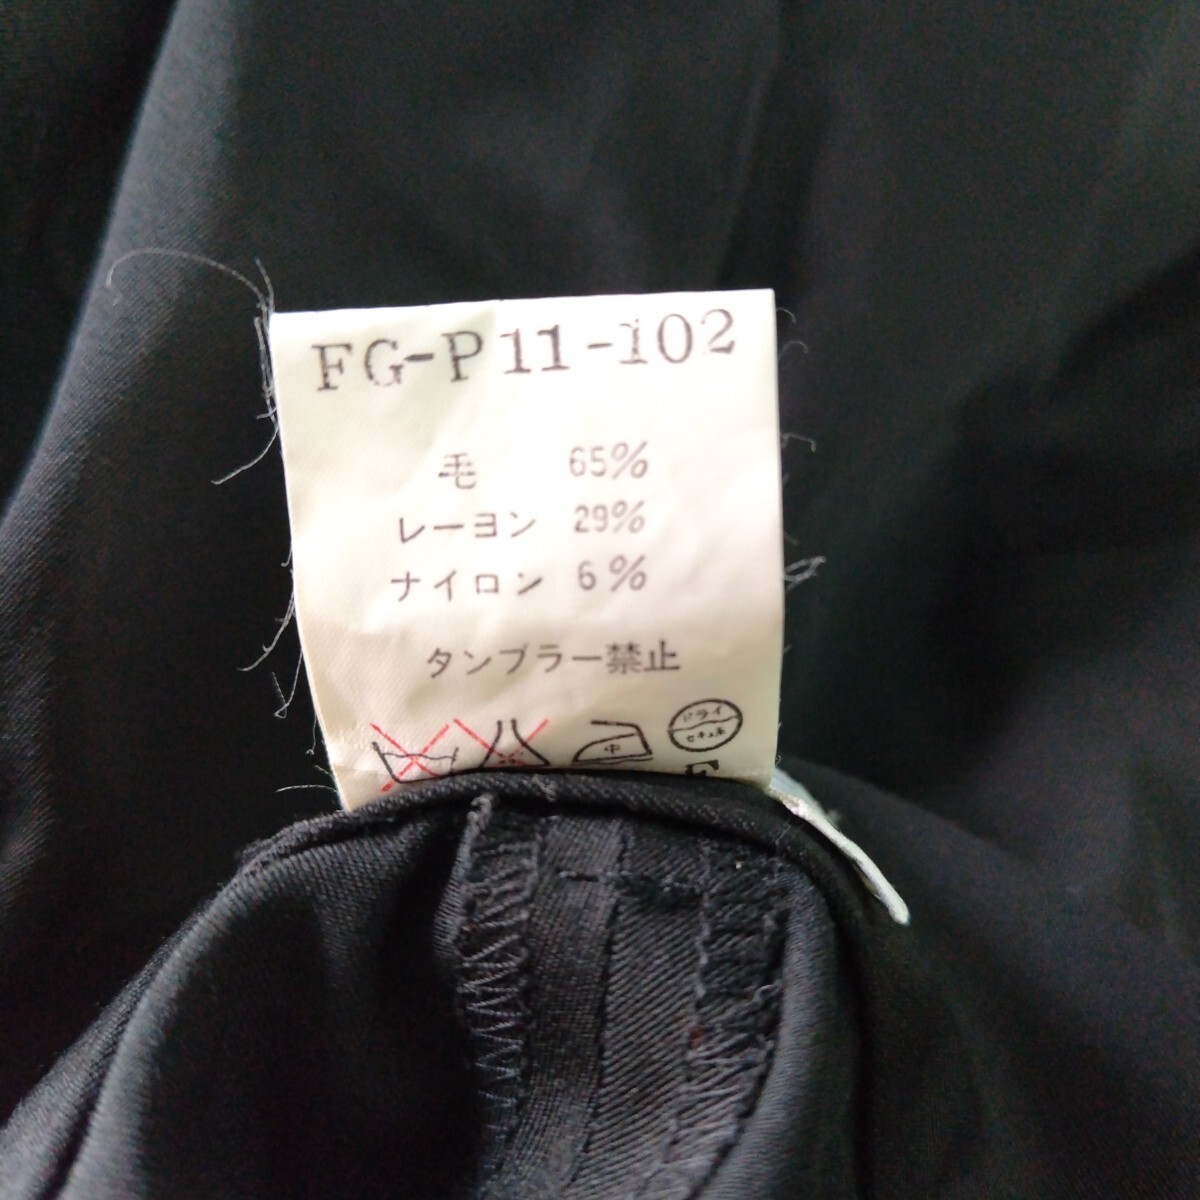 FG-P11-102
毛 65%
レーヨン 29%
ナイロン 6%
タンブラー禁止
中
ドライ
セキユ系